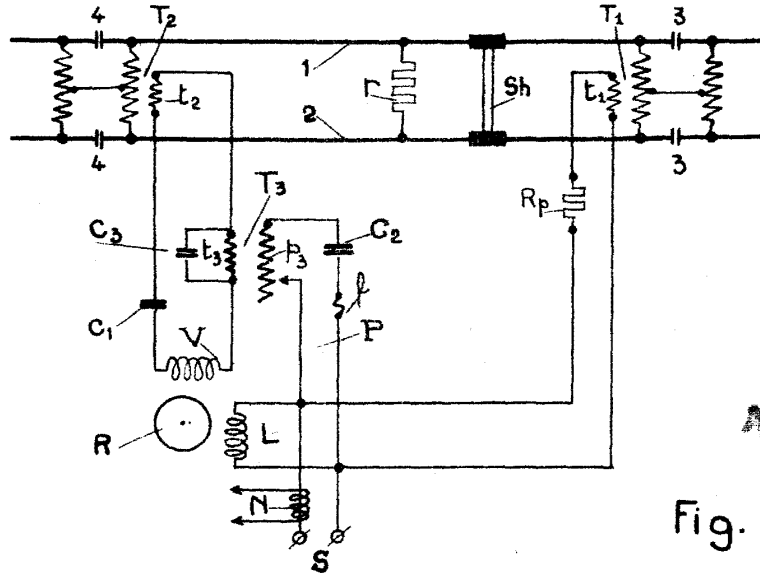 4 T₂ T₁ 3
1
t₂ r Sh t₁
2
4 3
T₃ Rp
C₃ t₃ p₃ C₂
l
C₁ V P
R L
N
S
Fig.